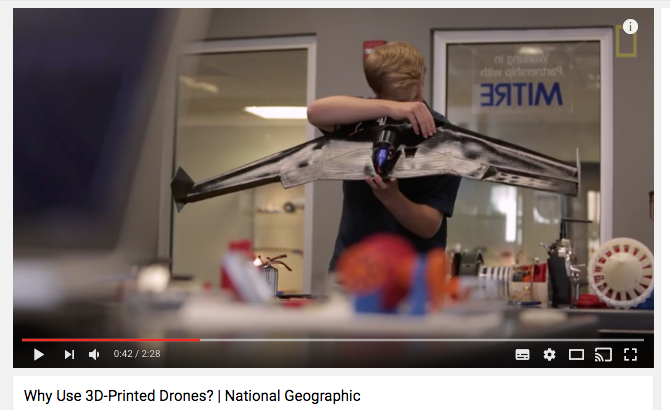 Working in
Partnership with
MITRE
0:42 / 2:28
Why Use 3D-Printed Drones? | National Geographic